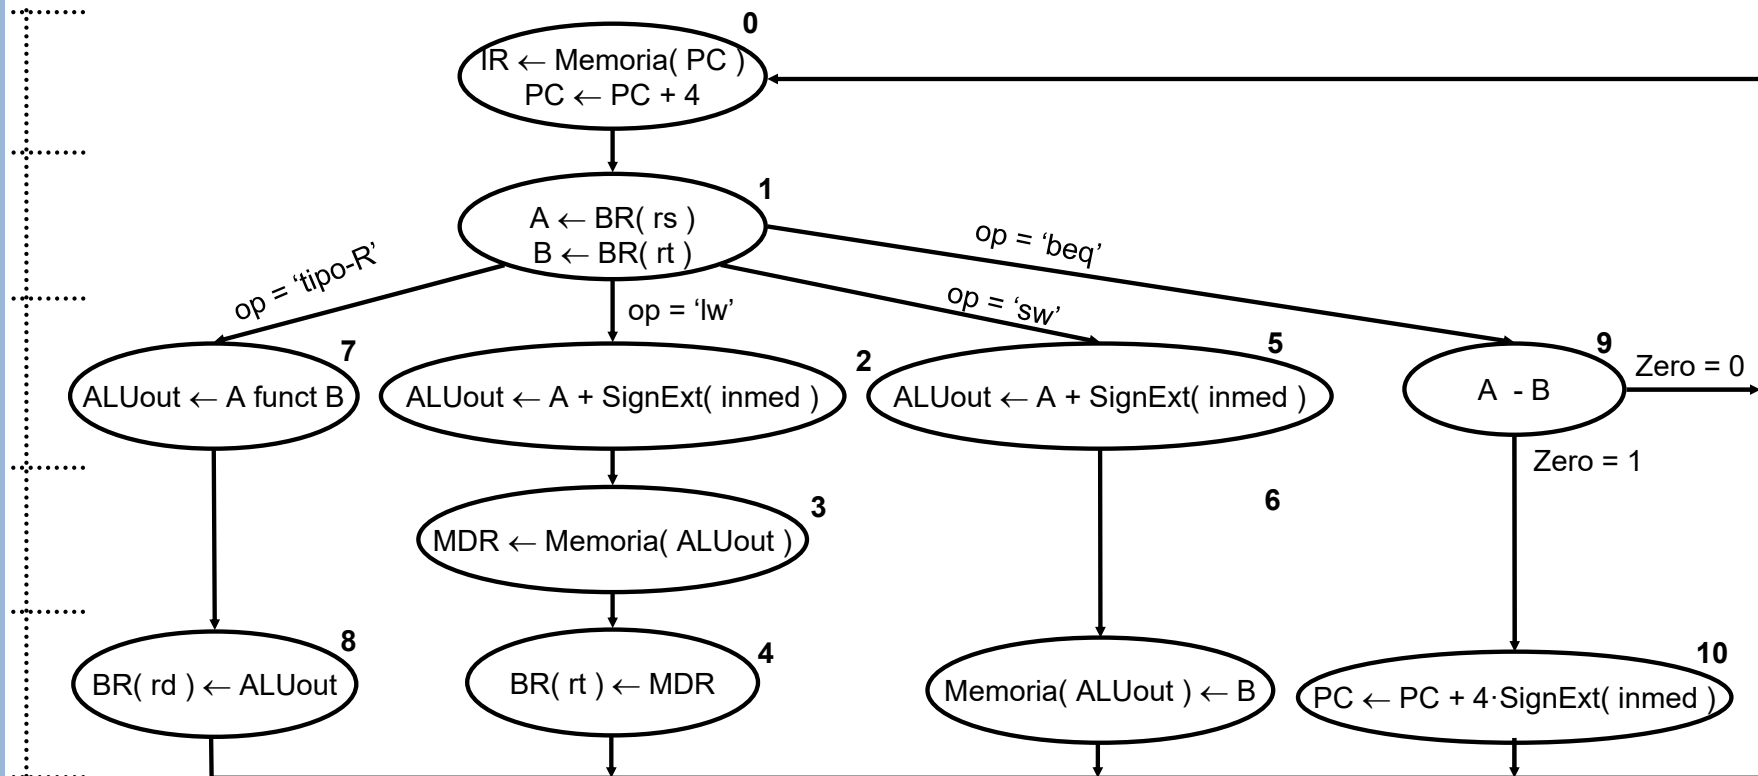 0
IR ← Memoria( PC )
PC ← PC + 4
1
A ← BR( rs )
B ← BR( rt )
op = ‘tipo-R’
op = ‘lw’
op = ‘sw’
op = ‘beq’
7
ALUout ← A funct B
2
ALUout ← A + SignExt( inmed )
5
ALUout ← A + SignExt( inmed )
9
A - B
Zero = 0
Zero = 1
3
MDR ← Memoria( ALUout )
6
8
BR( rd ) ← ALUout
4
BR( rt ) ← MDR
Memoria( ALUout ) ← B
10
PC ← PC + 4·SignExt( inmed )